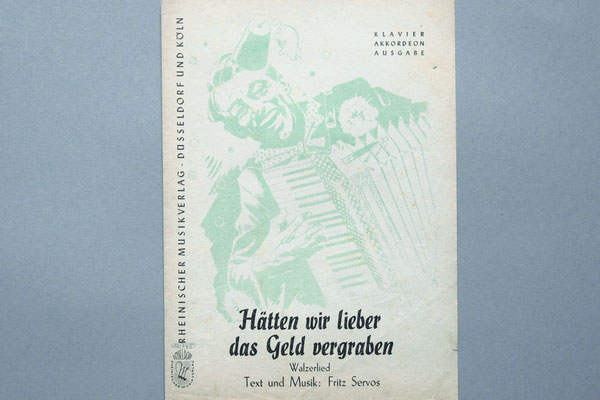 KLAVIER
AKKORDEON
AUSGABE
RHEINISCHER MUSIKVERLAG · DÜSSELDORF UND KÖLN
Hätten wir lieber
das Geld vergraben
Walzerlied
Text und Musik: Fritz Servos